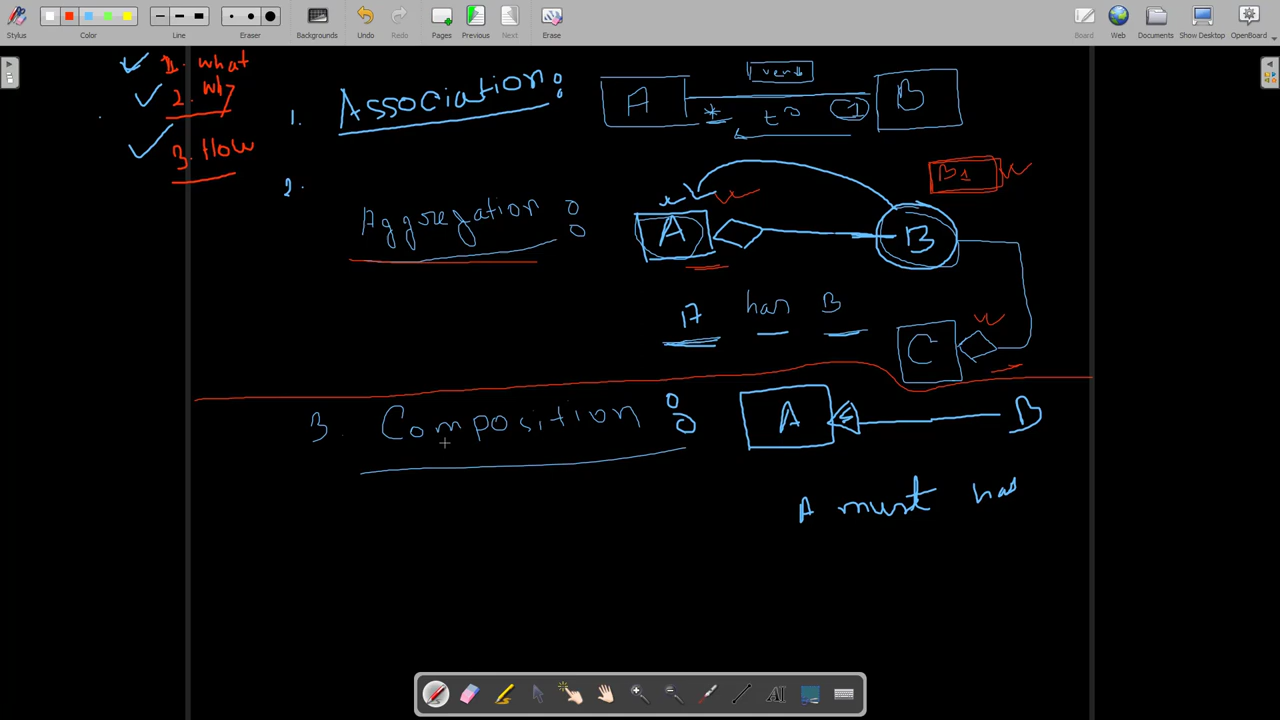 Stylus
Color
Line
Eraser
Backgrounds
Undo
Redo
Pages
Previous
Next
Erase
Board
Web
Documents
Show Desktop
OpenBoard
1. what
2. why
3. How
1. Association:
A
*
1
B
2.
Aggregation:
A
B
B1
A has B
C
3. Composition:
A
B
A must has
AI